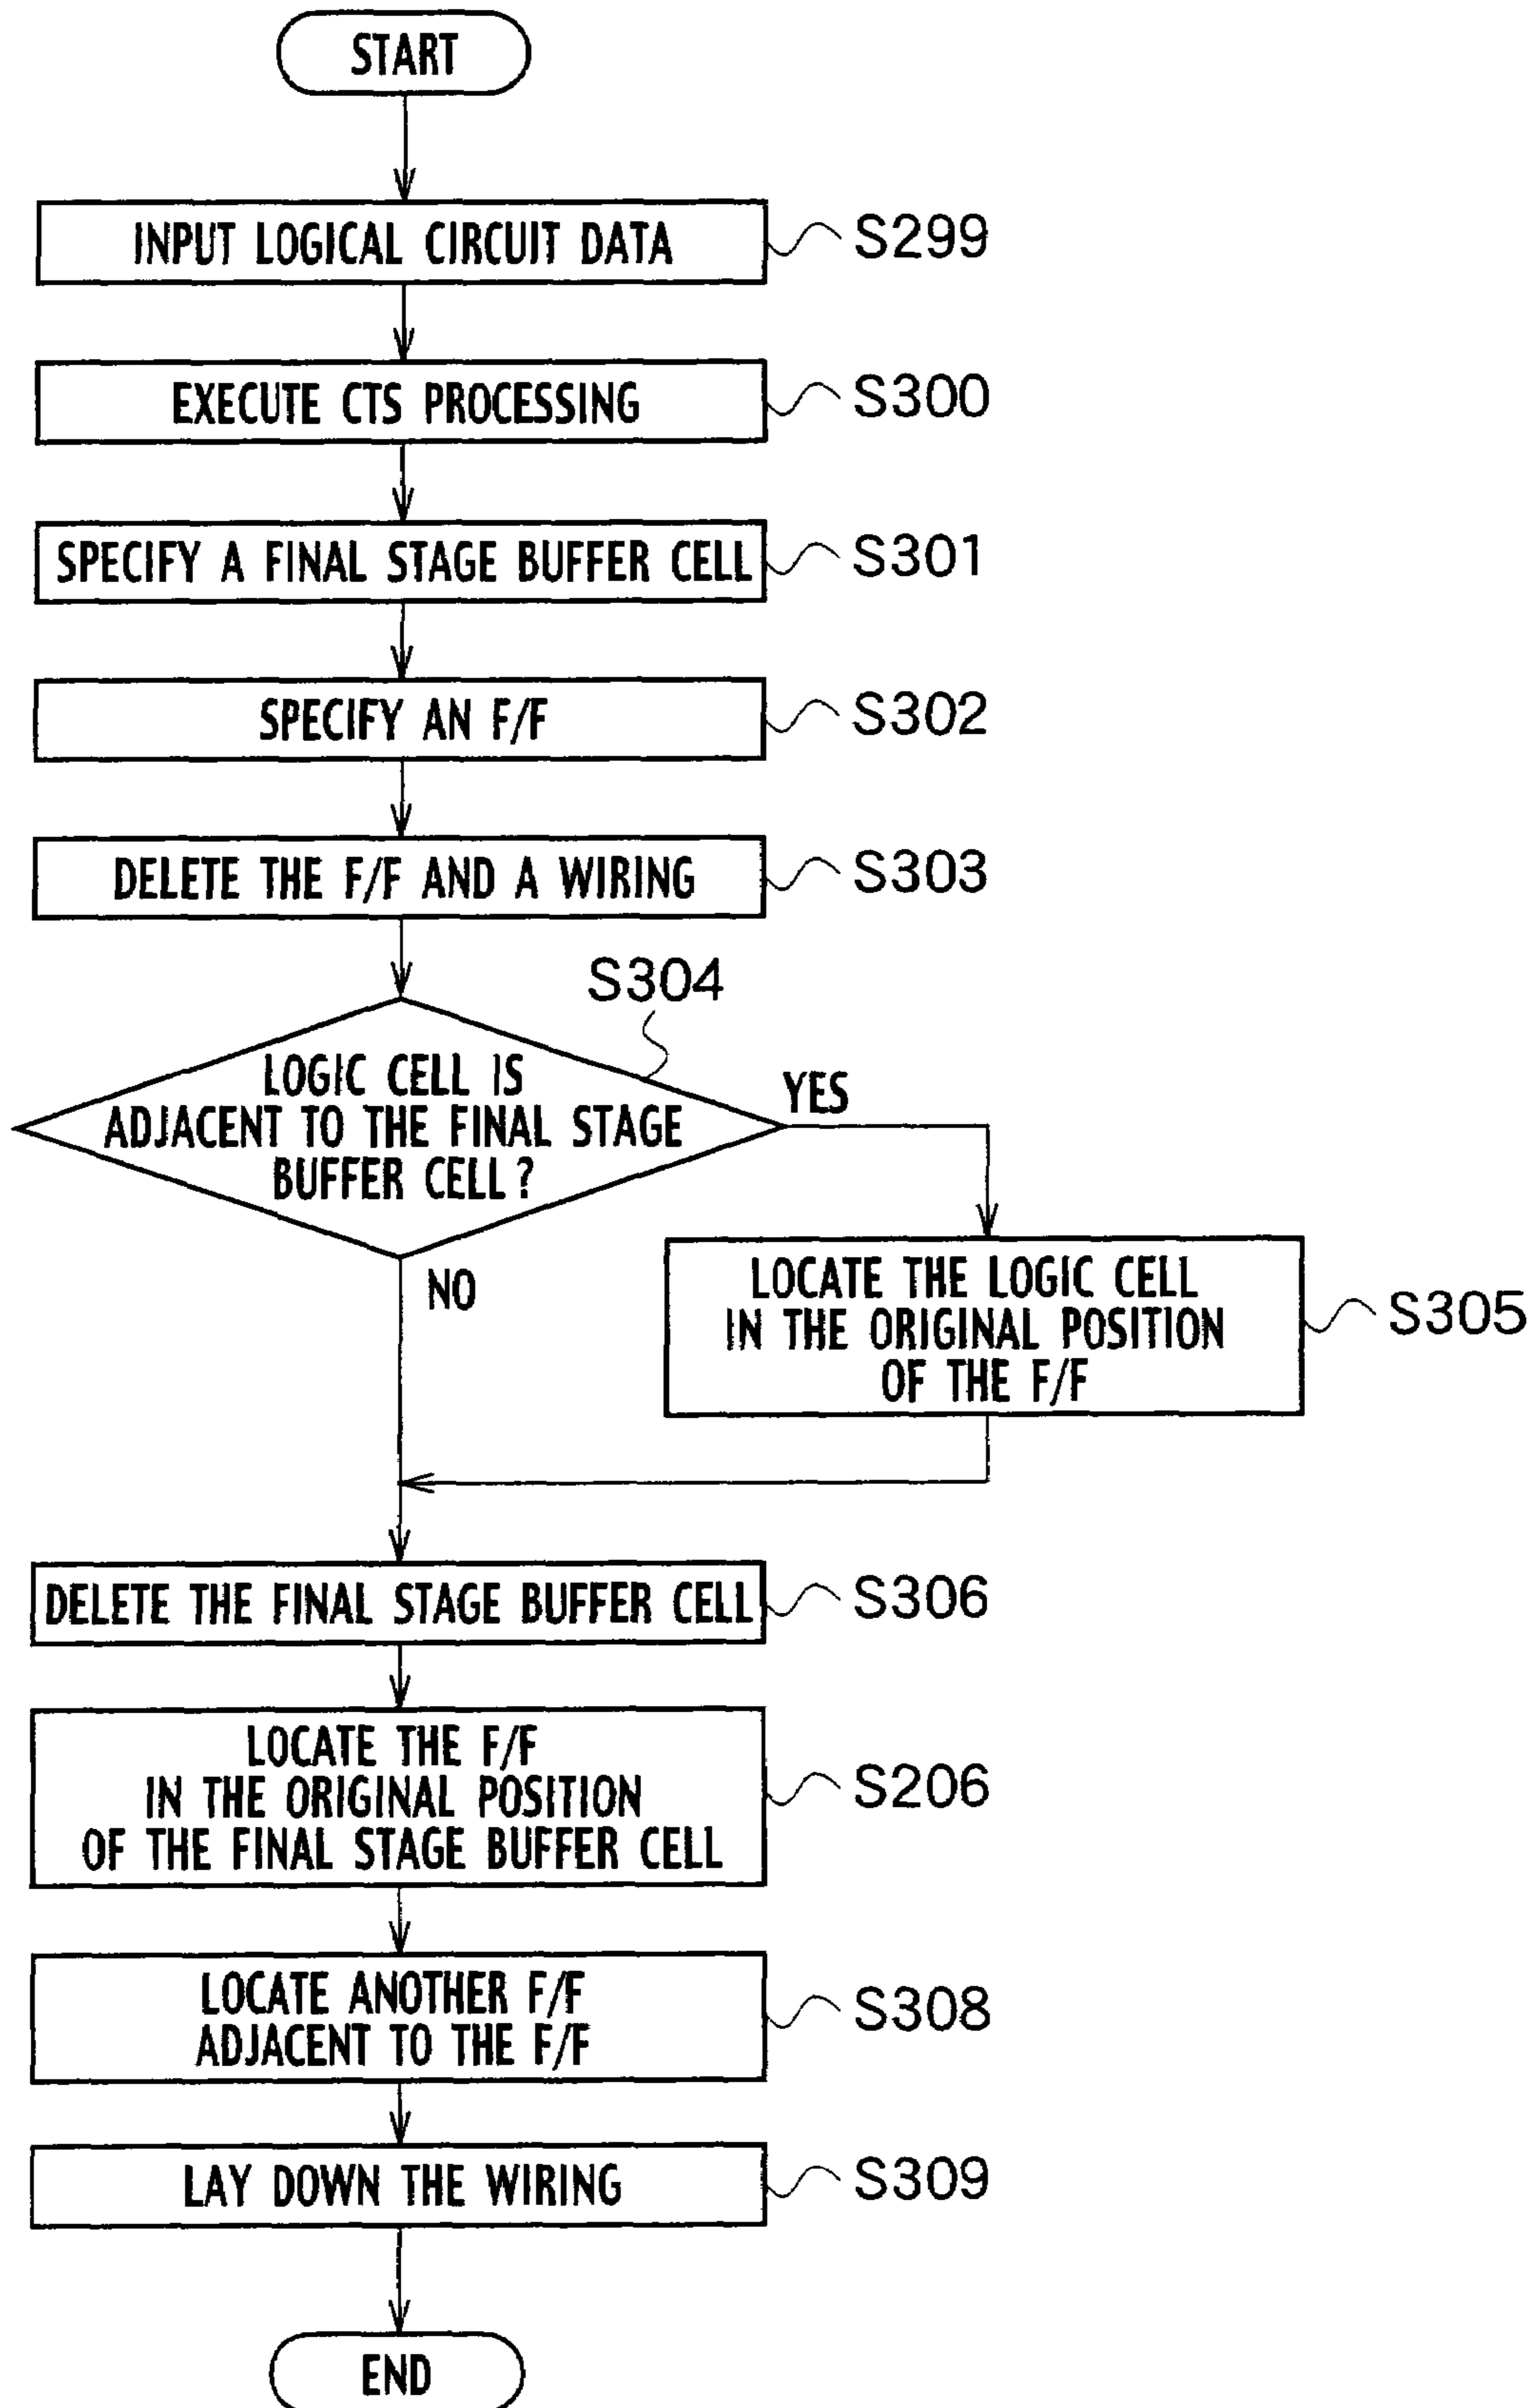 START
INPUT LOGICAL CIRCUIT DATA
S299
EXECUTE CTS PROCESSING
S300
SPECIFY A FINAL STAGE BUFFER CELL
S301
SPECIFY AN F/F
S302
DELETE THE F/F AND A WIRING
S303
S304
LOGIC CELL IS
ADJACENT TO THE FINAL STAGE
BUFFER CELL?
YES
NO
LOCATE THE LOGIC CELL
IN THE ORIGINAL POSITION
OF THE F/F
S305
DELETE THE FINAL STAGE BUFFER CELL
S306
LOCATE THE F/F
IN THE ORIGINAL POSITION
OF THE FINAL STAGE BUFFER CELL
S206
LOCATE ANOTHER F/F
ADJACENT TO THE F/F
S308
LAY DOWN THE WIRING
S309
END